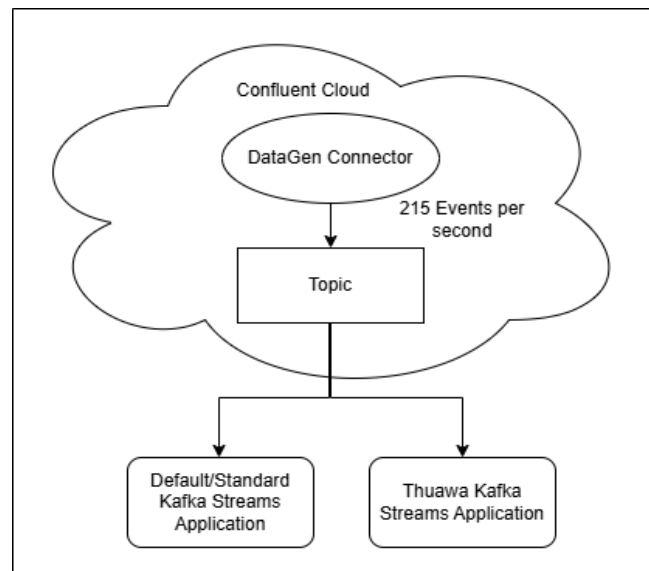 Confluent Cloud
DataGen Connector
215 Events per
second
Topic
Default/Standard
Kafka Streams
Application
Thuawa Kafka
Streams Application